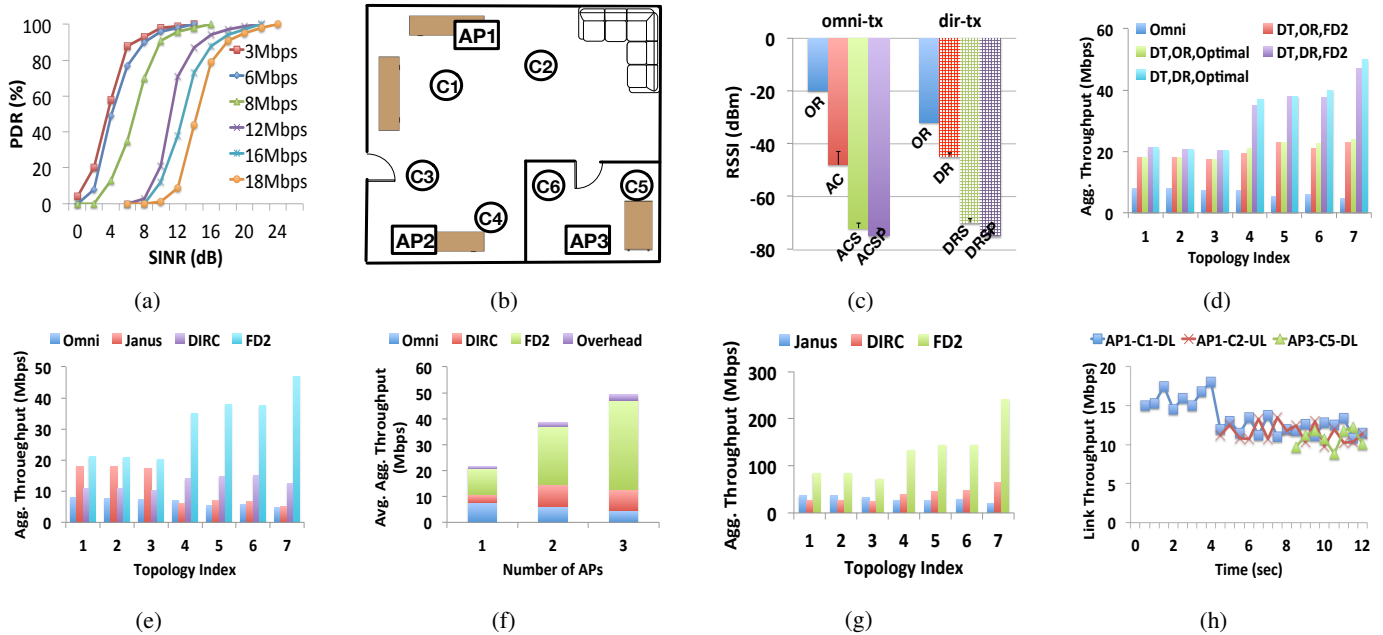 100
80
60
40
20
0
PDR (%)
3Mbps
6Mbps
8Mbps
12Mbps
16Mbps
18Mbps
0 4 8 12 16 20 24
SINR (dB)
(a)
AP1
C2
C1
C3
C6
C5
C4
AP2
AP3
(b)
omni-tx dir-tx
0
-20
-40
-60
-80
RSSI (dBm)
OR
AC
ACS
ACSP
OR
DR
DRS
DRSP
(c)
Omni DT,OR,FD2
DT,OR,Optimal DT,DR,FD2
DT,DR,Optimal
60
40
20
0
Agg. Throughput (Mbps)
1 2 3 4 5 6 7
Topology Index
(d)
Omni Janus DIRC FD2
50
40
30
20
10
0
Agg. Throughput (Mbps)
1 2 3 4 5 6 7
Topology Index
(e)
Omni DIRC FD2 Overhead
60
50
40
30
20
10
0
Avg. Agg. Throughput
(Mbps)
1 2 3
Number of APs
(f)
Janus DIRC FD2
300
200
100
0
Agg. Throughput (Mbps)
1 2 3 4 5 6 7
Topology Index
(g)
AP1-C1-DL AP1-C2-UL AP3-C5-DL
20
15
10
5
0
Link Throughput (Mbps)
0 2 4 6 8 10 12
Time (sec)
(h)